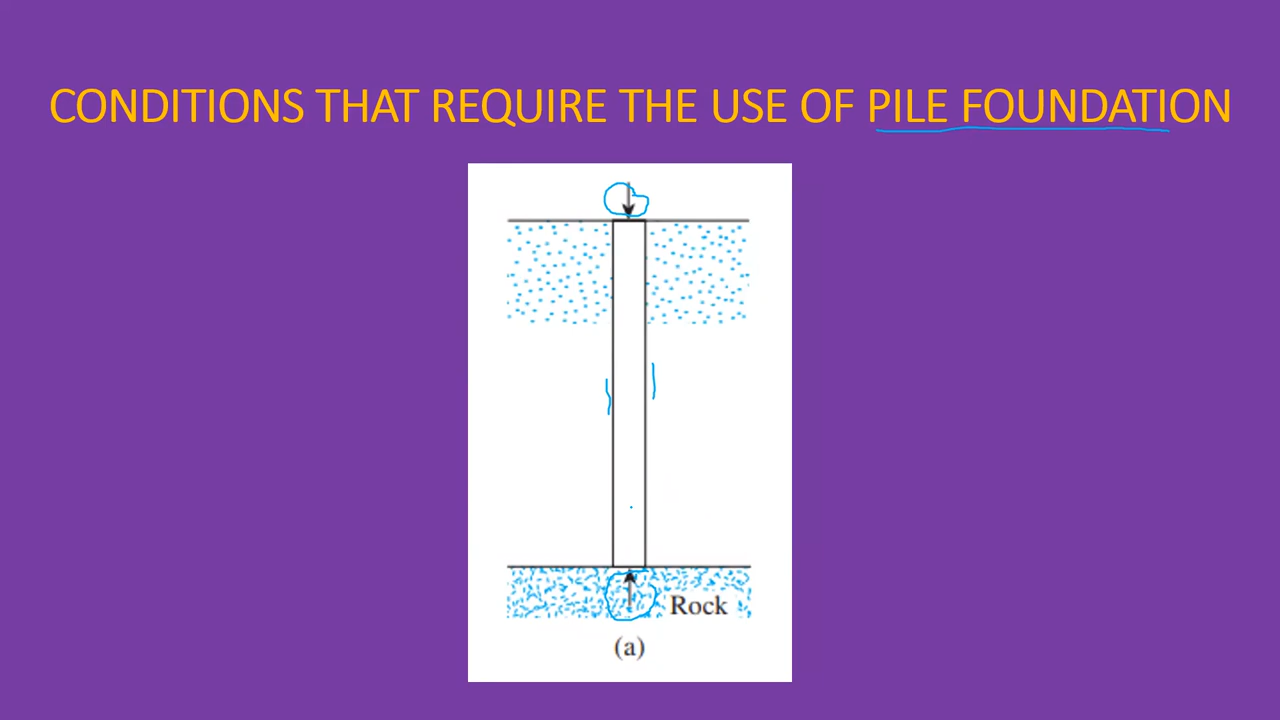 CONDITIONS THAT REQUIRE THE USE OF PILE FOUNDATION
Rock
(a)